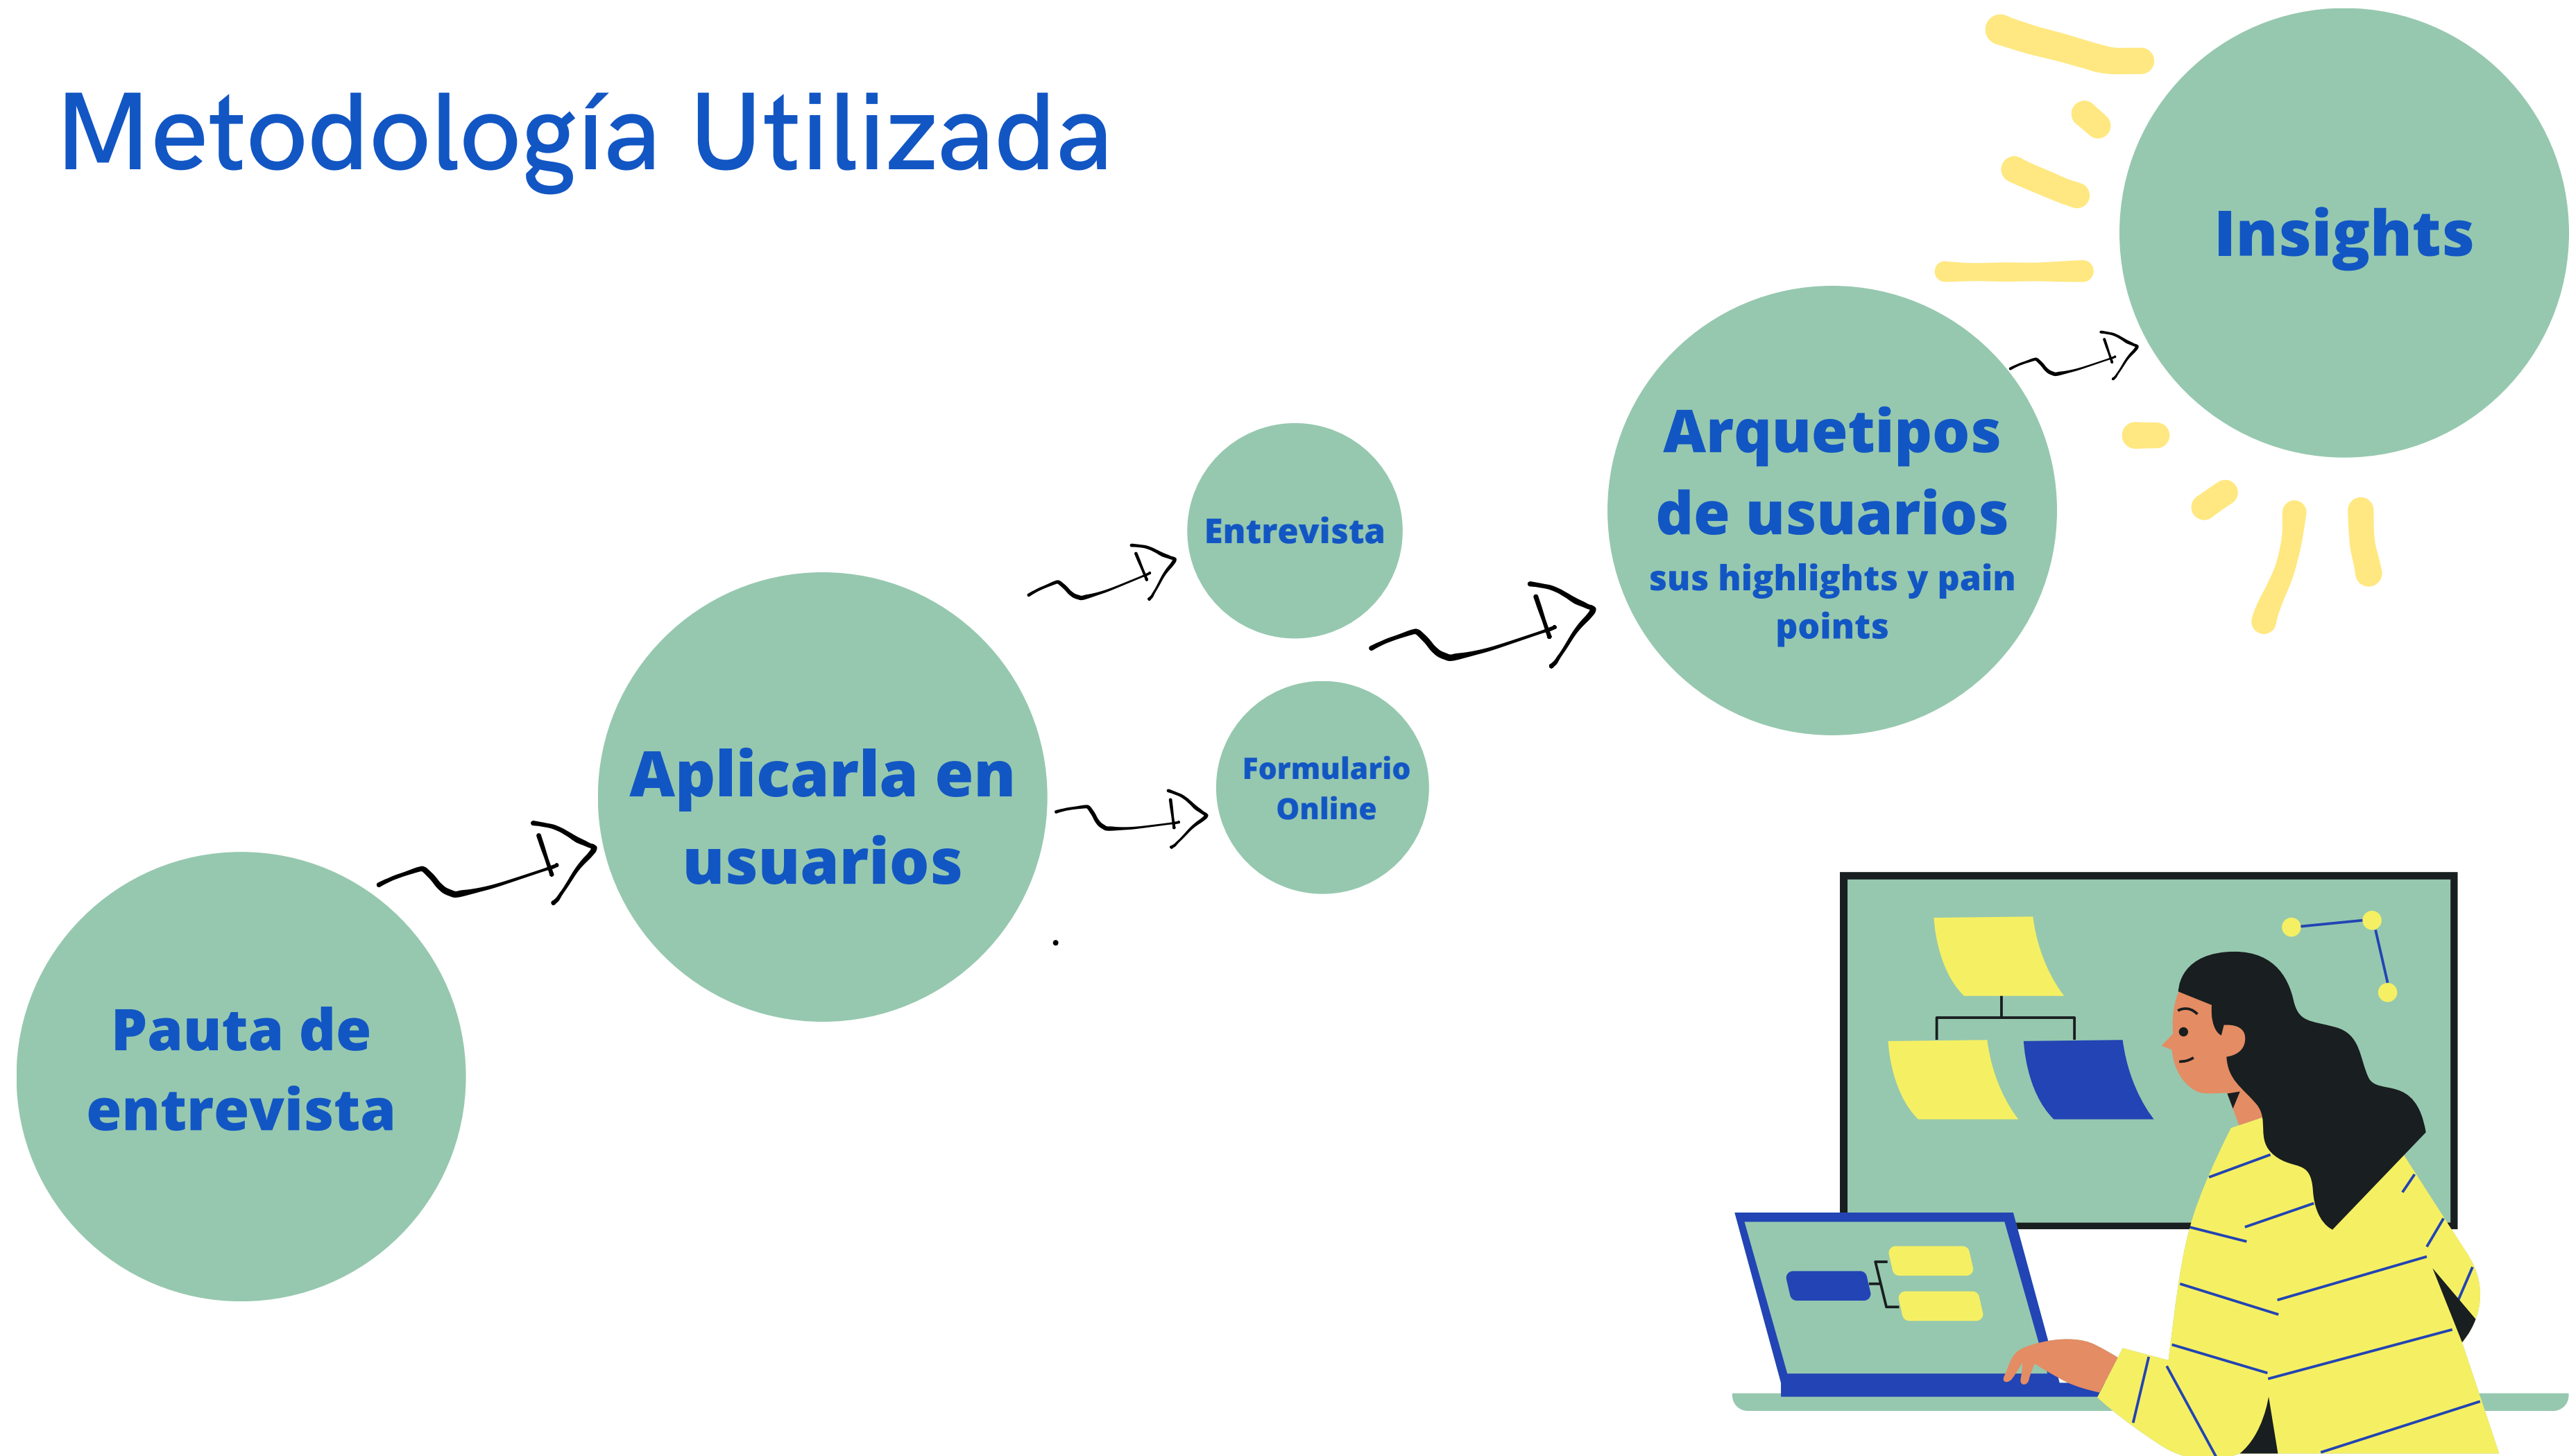 Metodología Utilizada
Pauta de
entrevista
Aplicarla en
usuarios
Entrevista
Formulario
Online
Arquetipos
de usuarios
sus highlights y pain
points
Insights